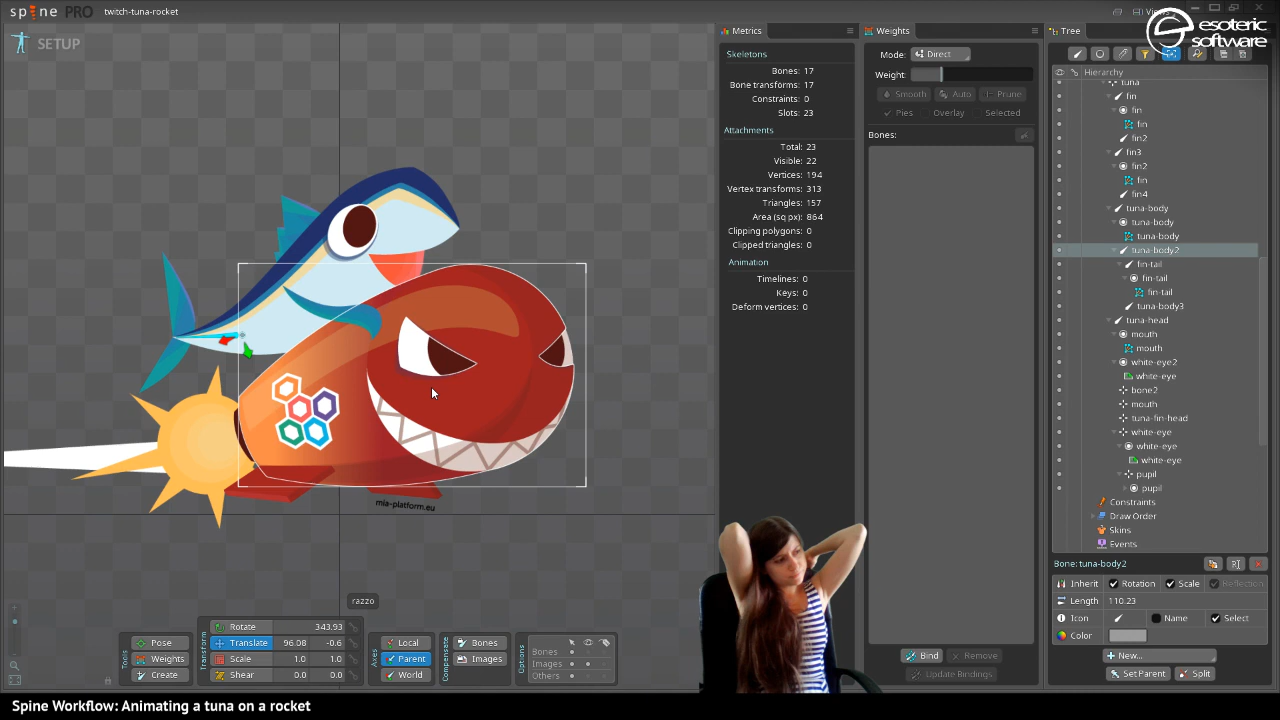 spine PRO
twitch-tuna-rocket
Views
esoteric
software
SETUP
Metrics
Weights
Tree
Skeletons
Bones: 17
Bone transforms: 17
Constraints: 0
Slots: 23
Attachments
Total: 23
Visible: 22
Vertices: 194
Vertex transforms: 313
Triangles: 157
Area (sq px): 864
Clipping polygons: 0
Clipped triangles: 0
Animation
Timelines: 0
Keys: 0
Deform vertices: 0
Mode: Direct
Weight:
Smooth
Auto
Prune
Pies
Overlay
Selected
Bones:
Bind
Remove
Update Bindings
Hierarchy
tuna
fin
fin
fin
fin2
fin3
fin2
fin
fin4
tuna-body
tuna-body
tuna-body
tuna-body2
fin-tail
fin-tail
fin-tail
tuna-body3
tuna-head
mouth
mouth
white-eye2
white-eye
bone2
mouth
tuna-fin-head
white-eye
white-eye
white-eye
pupil
pupil
Constraints
Draw Order
Skins
Events
Bone: tuna-body2
Inherit Rotation Scale Reflection
Length 110.23
Icon Name Select
Color
New...
Set Parent
Split
mia-platform.eu
razzo
Tools
Pose
Weights
Create
Transform
Rotate 343.93
Translate 96.08 -0.6
Scale 1.0 1.0
Shear 0.0 0.0
Axes
Local
Parent
World
Compensate
Bones
Images
Options
Bones
Images
Others
Spine Workflow: Animating a tuna on a rocket